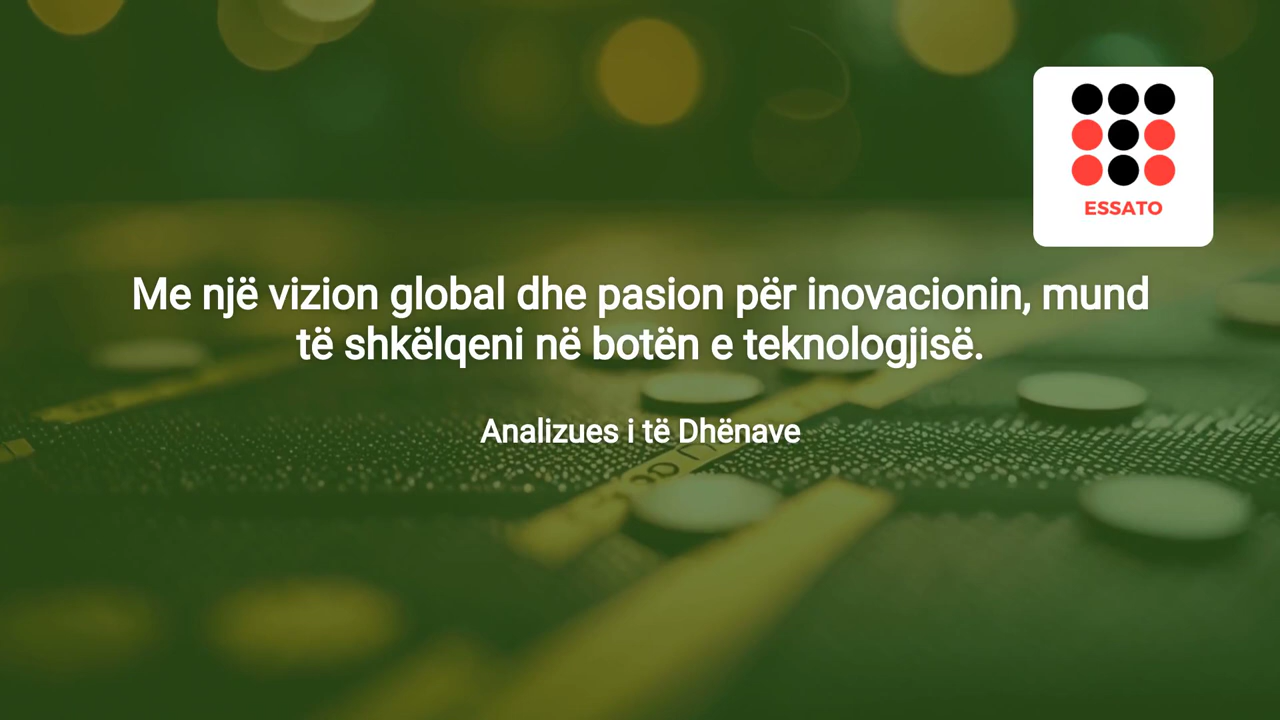 ESSATO
Me një vizion global dhe pasion për inovacionin, mund
të shkëlqeni në botën e teknologjisë.
Analizues i të Dhënave